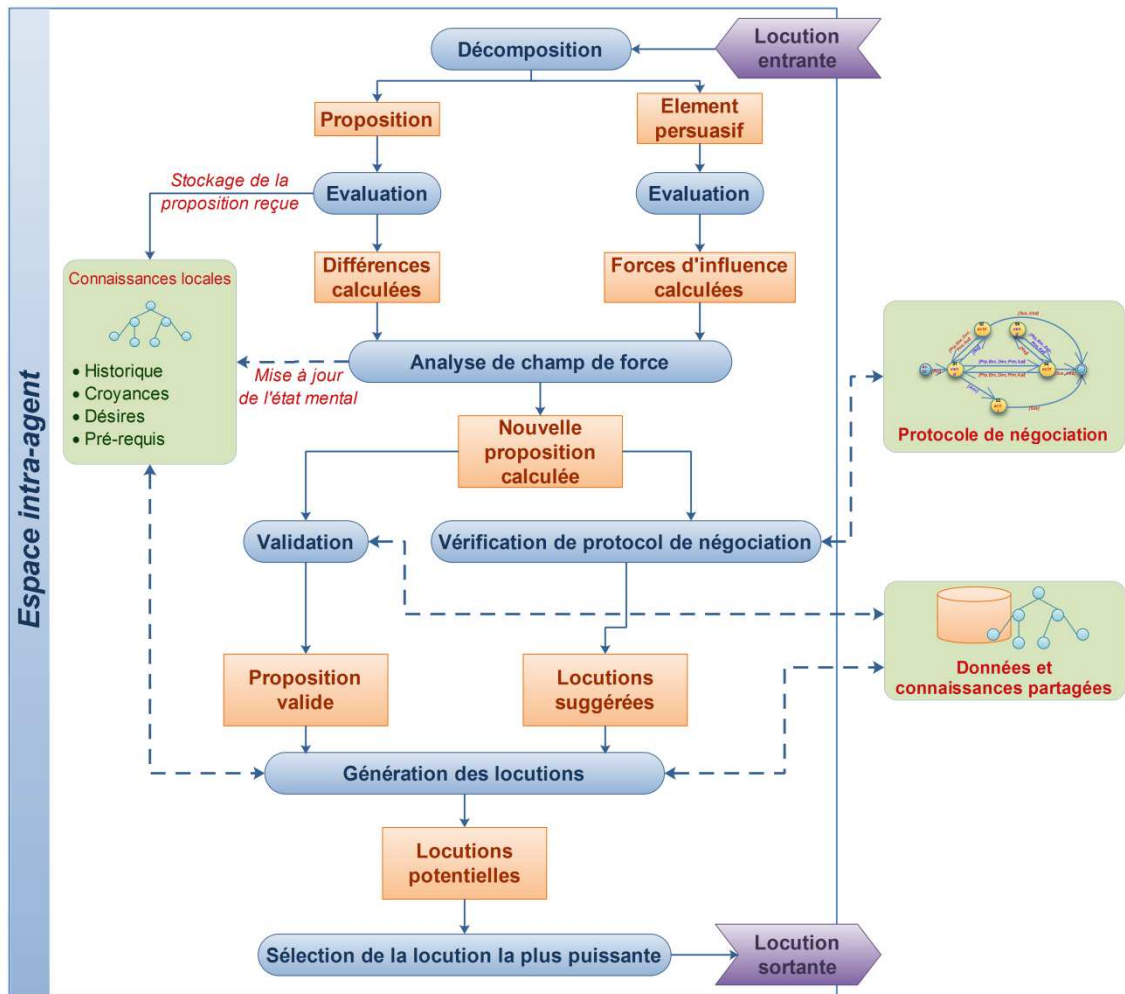 Espace intra-agent
Locution
entrante
Décomposition
Proposition
Element
persuasif
Stockage de la
proposition reçue
Evaluation
Evaluation
Différences
calculées
Forces d'influence
calculées
Connaissances locales
• Historique
• Croyances
• Désires
• Pré-requis
Mise à jour
de l'état mental
Analyse de champ de force
Protocole de négociation
Nouvelle
proposition
calculée
Validation
Vérification de protocol de négociation
Données et
connaissances partagées
Proposition
valide
Locutions
suggérées
Génération des locutions
Locutions
potentielles
Sélection de la locution la plus puissante
Locution
sortante